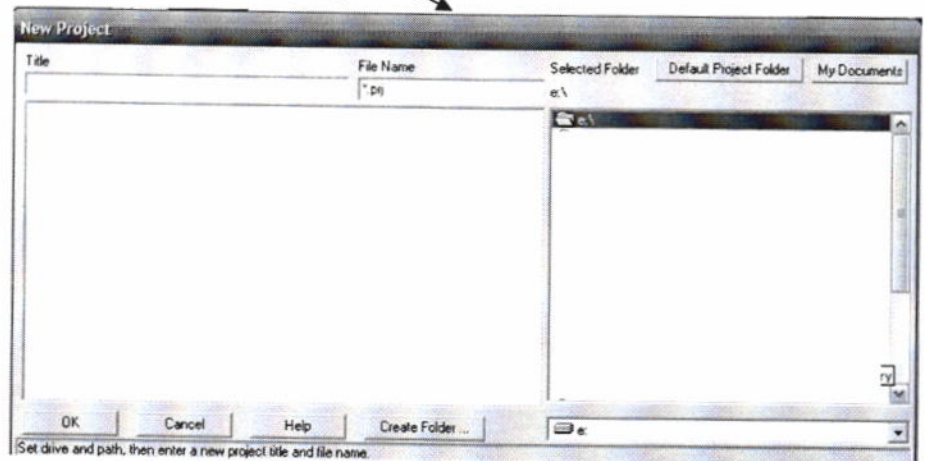 New Project
Title
File Name
*.prj
Selected Folder
Default Project Folder
My Documents
e:\
e:\
ry
OK
Cancel
Help
Create Folder ...
e:
Set drive and path, then enter a new project title and file name.